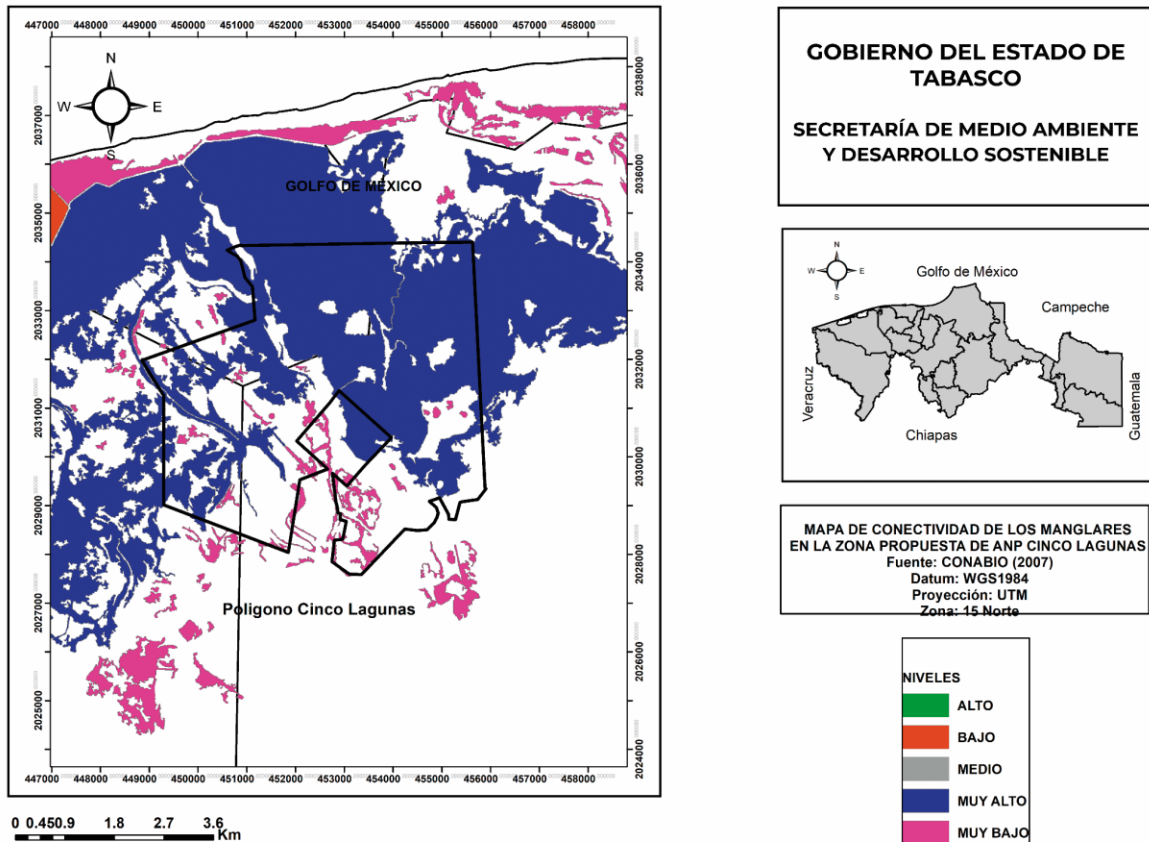 447000 448000 449000 450000 451000 452000 453000 454000 455000 456000 457000 458000
N
W E
S
2038000
2037000
2036000
2035000
2034000
2033000
2032000
2031000
2030000
2029000
2028000
2027000
2026000
2025000
2024000
GOLFO DE MÉXICO
Póligono Cinco Lagunas
447000 448000 449000 450000 451000 452000 453000 454000 455000 456000 457000 458000
0 0.450.9 1.8 2.7 3.6
Km
GOBIERNO DEL ESTADO DE
TABASCO
SECRETARÍA DE MEDIO AMBIENTE
Y DESARROLLO SOSTENIBLE
N
W E
S
Golfo de México
Campeche
Veracruz
Chiapas
Guatemala
MAPA DE CONECTIVIDAD DE LOS MANGLARES
EN LA ZONA PROPUESTA DE ANP CINCO LAGUNAS
Fuente: CONABIO (2007)
Datum: WGS1984
Proyección: UTM
Zona: 15 Norte
NIVELES
ALTO
BAJO
MEDIO
MUY ALTO
MUY BAJO